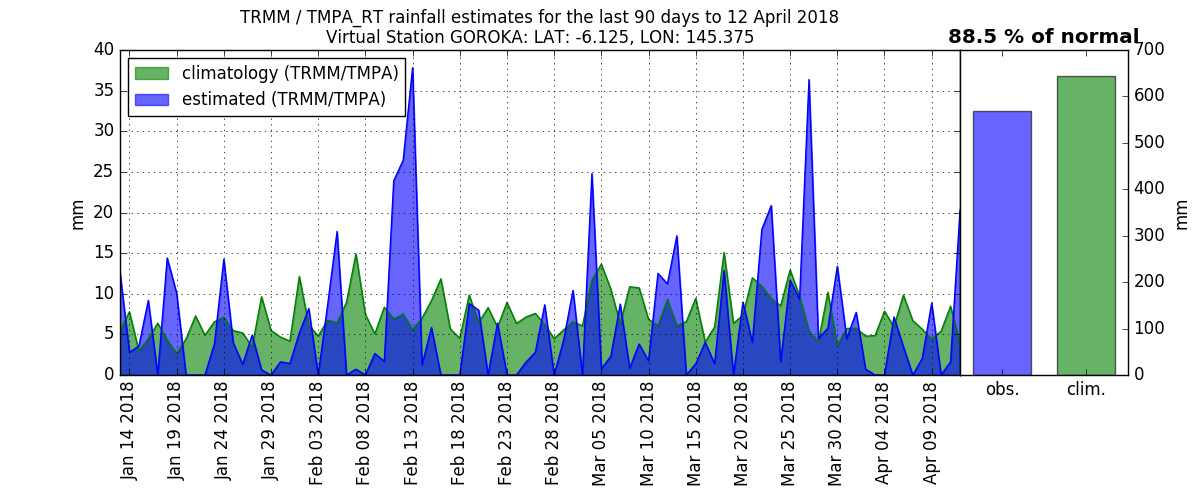 TRMM / TMPA_RT rainfall estimates for the last 90 days to 12 April 2018
Virtual Station GOROKA: LAT: -6.125, LON: 145.375
88.5 % of normal
climatology (TRMM/TMPA)
estimated (TRMM/TMPA)
mm
40
35
30
25
20
15
10
5
0
Jan 14 2018
Jan 19 2018
Jan 24 2018
Jan 29 2018
Feb 03 2018
Feb 08 2018
Feb 13 2018
Feb 18 2018
Feb 23 2018
Feb 28 2018
Mar 05 2018
Mar 10 2018
Mar 15 2018
Mar 20 2018
Mar 25 2018
Mar 30 2018
Apr 04 2018
Apr 09 2018
obs.
clim.
700
600
500
400
300
200
100
0
mm